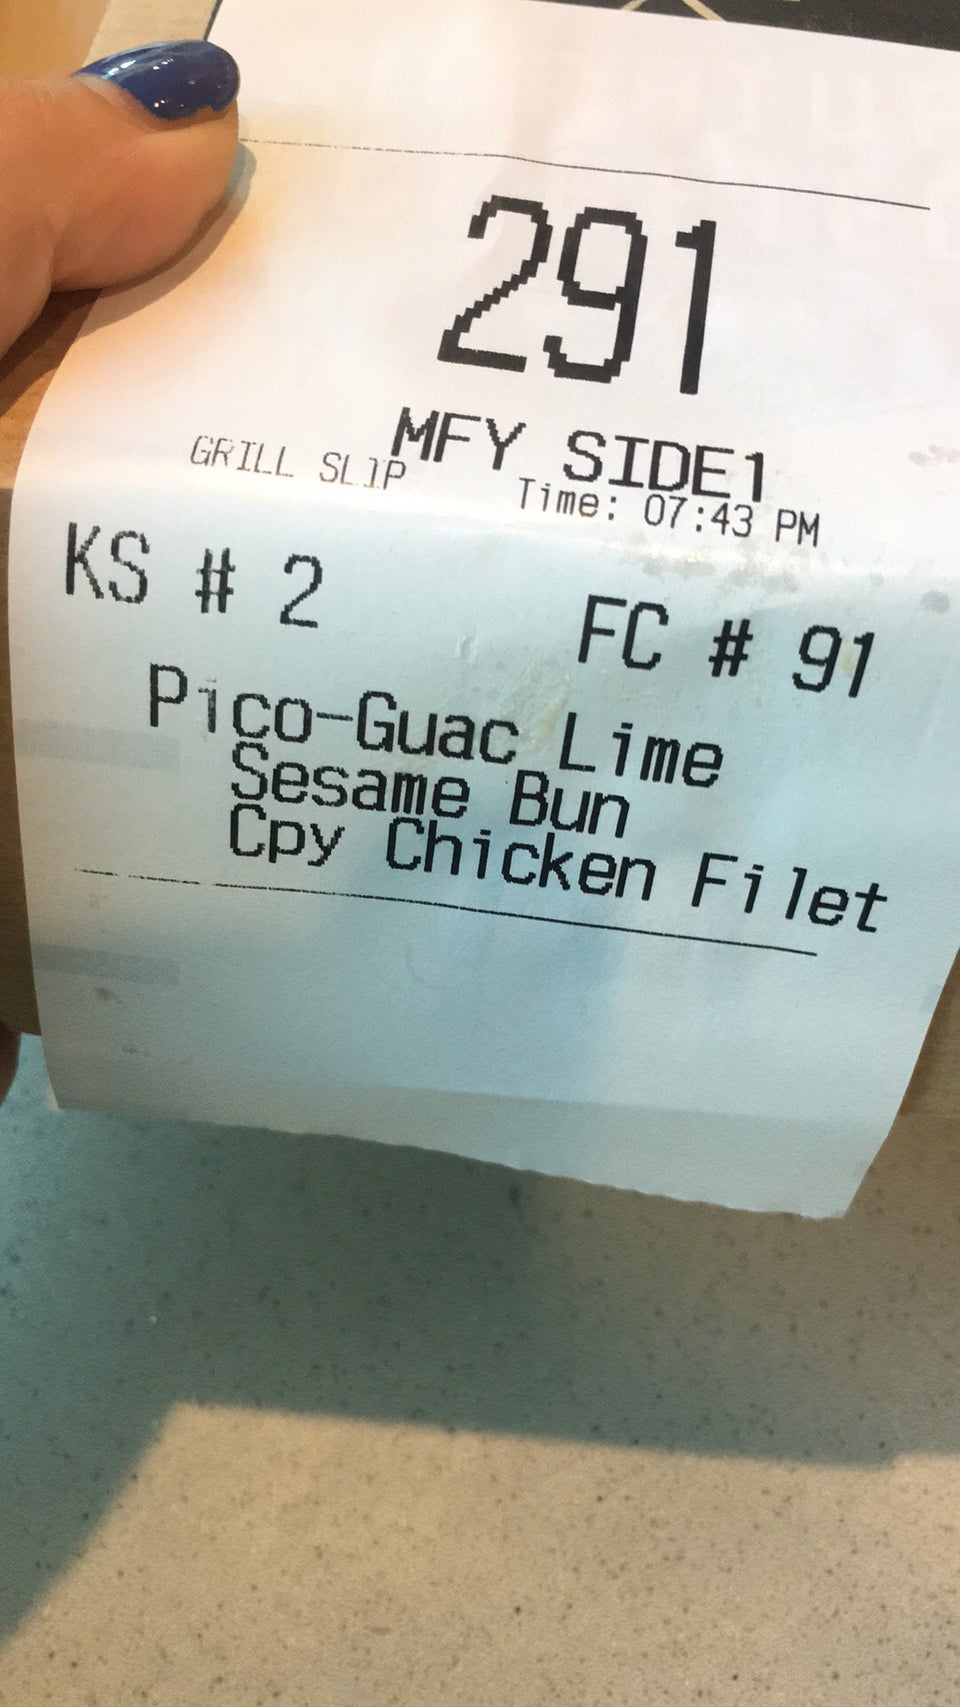 291
MFY SIDE1
GRILL SLIP
Time: 07:43 PM
KS # 2 FC # 91
Pico-Guac Lime
Sesame Bun
Cpy Chicken Filet